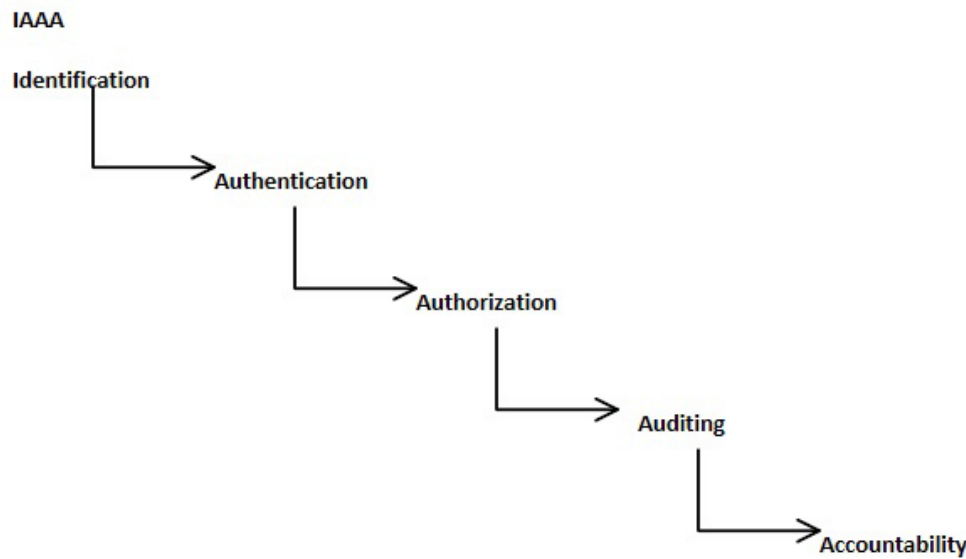 IAAA
Identification
Authentication
Authorization
Auditing
Accountability